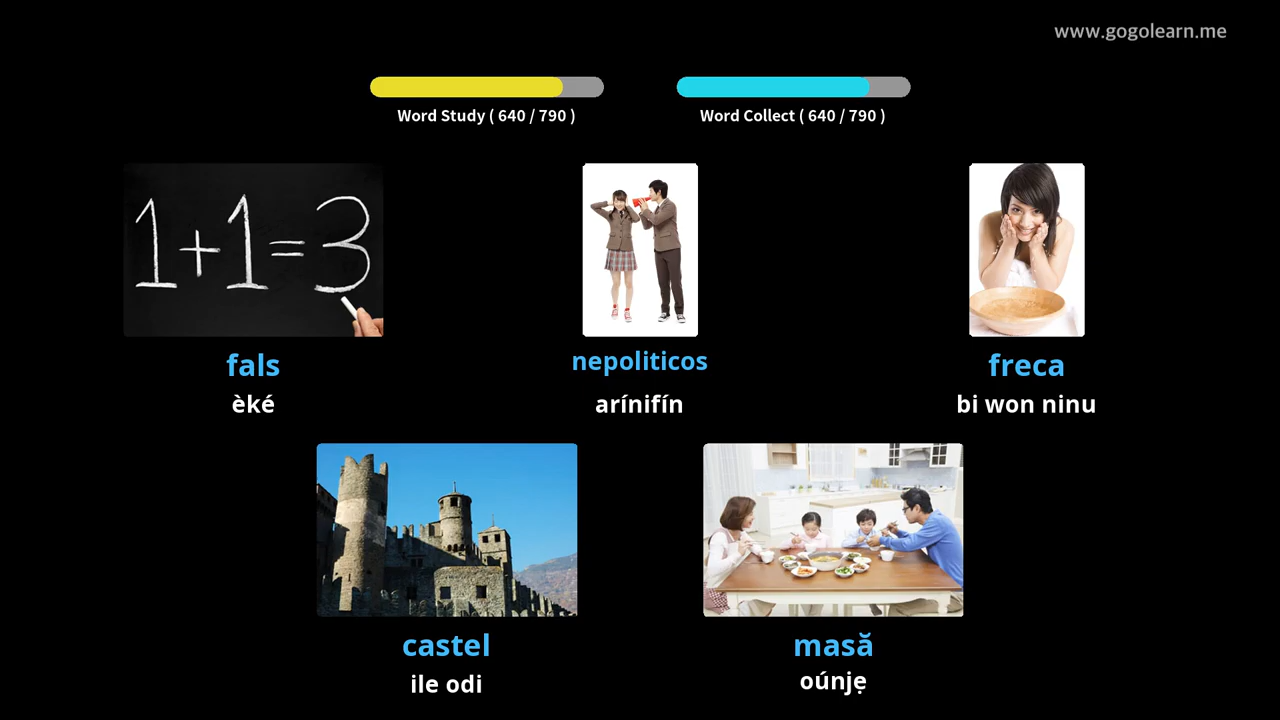 www.gogolearn.me
Word Study ( 640 / 790 )
Word Collect ( 640 / 790 )
1+1=3
fals
nepoliticos
freca
èké
arínifín
bi won ninu
castel
masă
ile odi
oúnjẹ